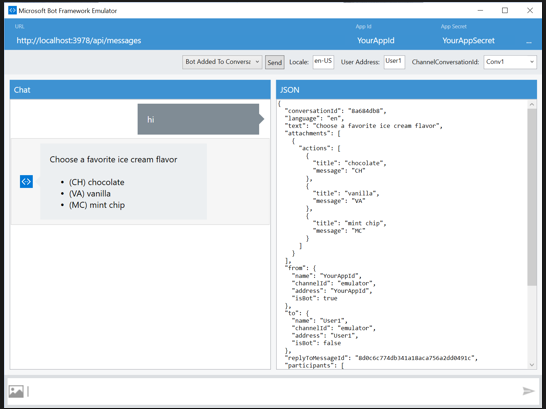 Microsoft Bot Framework Emulator
URL
App Id
App Secret
http://localhost:3978/api/messages
YourAppId
YourAppSecret
...
Bot Added To Conversa
Send
Locale:
en-US
User Address:
User1
ChannelConversationId:
Conv1
Chat
hi
Choose a favorite ice cream flavor
• (CH) chocolate
• (VA) vanilla
• (MC) mint chip
JSON
{
"conversationId": "8a684db8",
"language": "en",
"text": "Choose a favorite ice cream flavor",
"attachments": [
{
"actions": [
{
"title": "chocolate",
"message": "CH"
},
{
"title": "vanilla",
"message": "VA"
},
{
"title": "mint chip",
"message": "MC"
}
]
}
],
"from": {
"name": "YourAppId",
"channelId": "emulator",
"address": "YourAppId",
"isBot": true
},
"to": {
"name": "User1",
"channelId": "emulator",
"address": "User1",
"isBot": false
},
"replyToMessageId": "8d0c6c774db341a18aca756a2dd0491c",
"participants": [